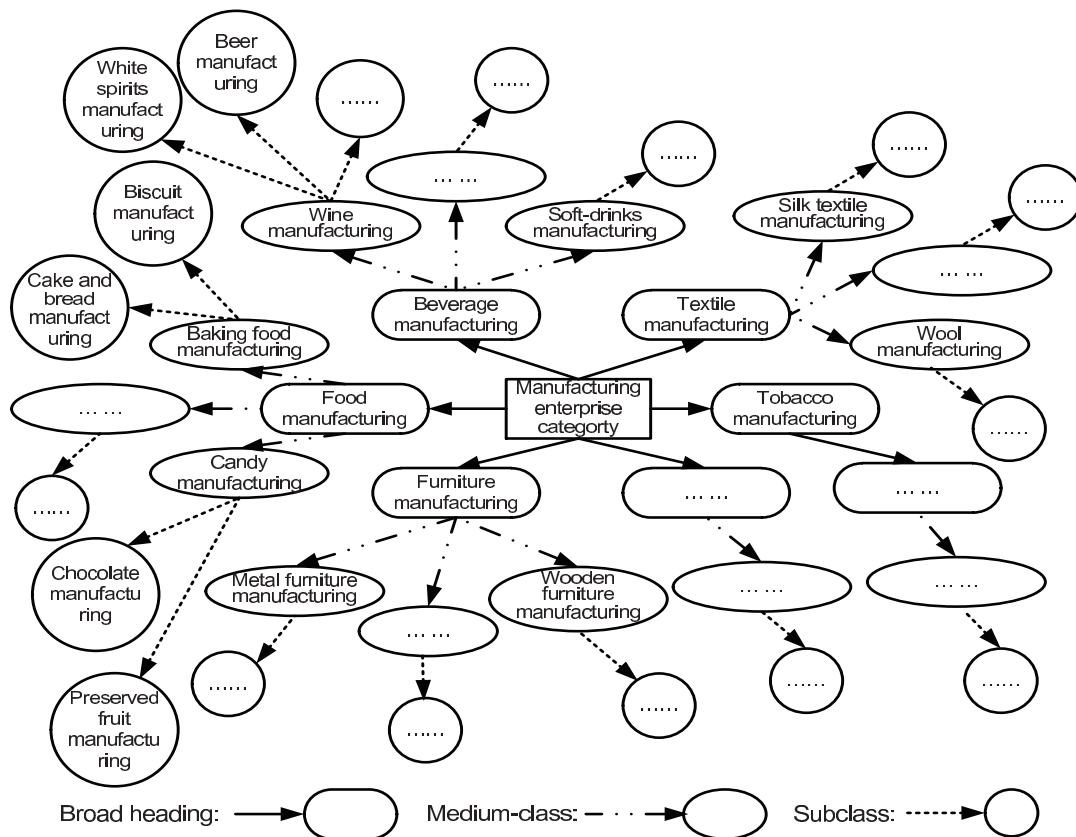 Beer
manufact
uring
White
spirits
manufact
uring
……
……
Biscuit
manufact
uring
… …
……
……
Wine
manufacturing
Soft-drinks
manufacturing
Silk textile
manufacturing
……
Cake and
bread
manufact
uring
Baking food
manufacturing
Beverage
manufacturing
Textile
manufacturing
… …
Wool
manufacturing
… …
Food
manufacturing
Manufacturing
enterprise
categorty
Tobacco
manufacturing
……
Candy
manufacturing
Furniture
manufacturing
… …
… …
……
Chocolate
manufactu
ring
Metal furniture
manufacturing
… …
Wooden
furniture
manufacturing
… …
… …
Preserved
fruit
manufactu
ring
……
……
……
……
……
Broad heading:
Medium-class:
Subclass: